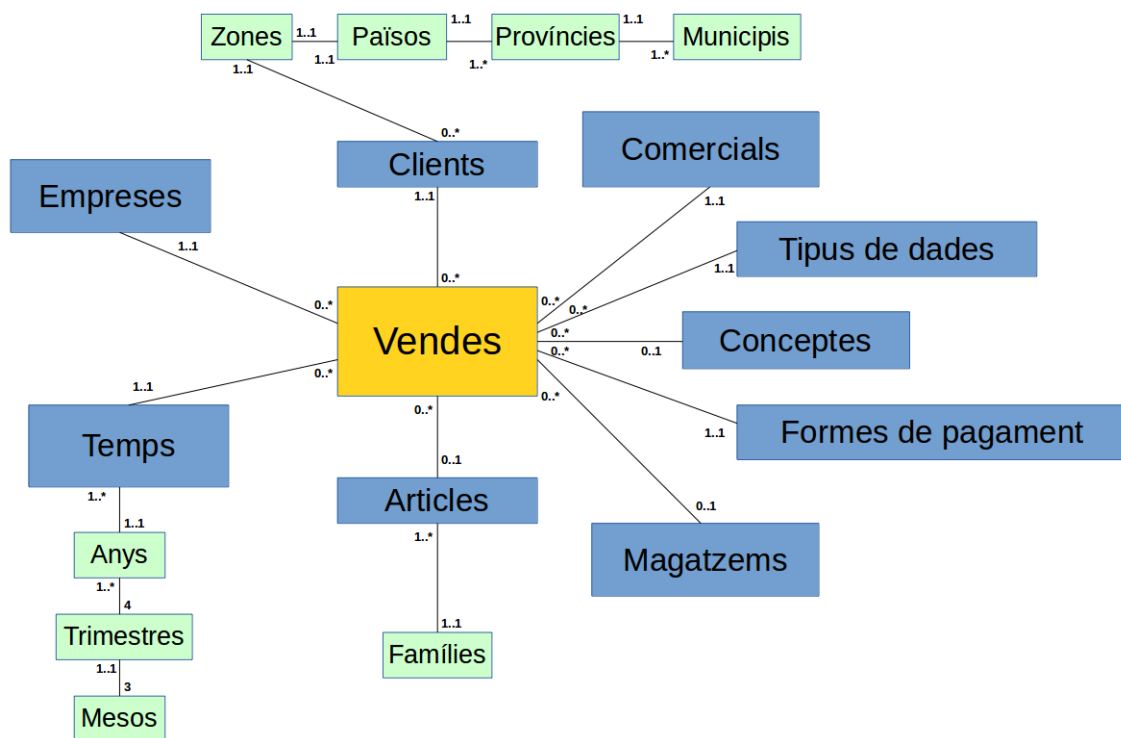 Zones
1..1
1..1
Països
1..1
1..*
Províncies
1..1
1..*
Municipis
1..1
0..*
Clients
1..1
0..*
Empreses
1..1
0..*
Comercials
1..1
0..*
Tipus de dades
1..1
0..*
Vendes
0..*
0..1
Conceptes
0..*
1..1
Formes de pagament
0..*
0..1
Magatzems
0..*
1..1
Temps
1..*
1..1
Anys
1..*
4
Trimestres
1..1
3
Mesos
0..*
0..1
Articles
1..*
1..1
Famílies